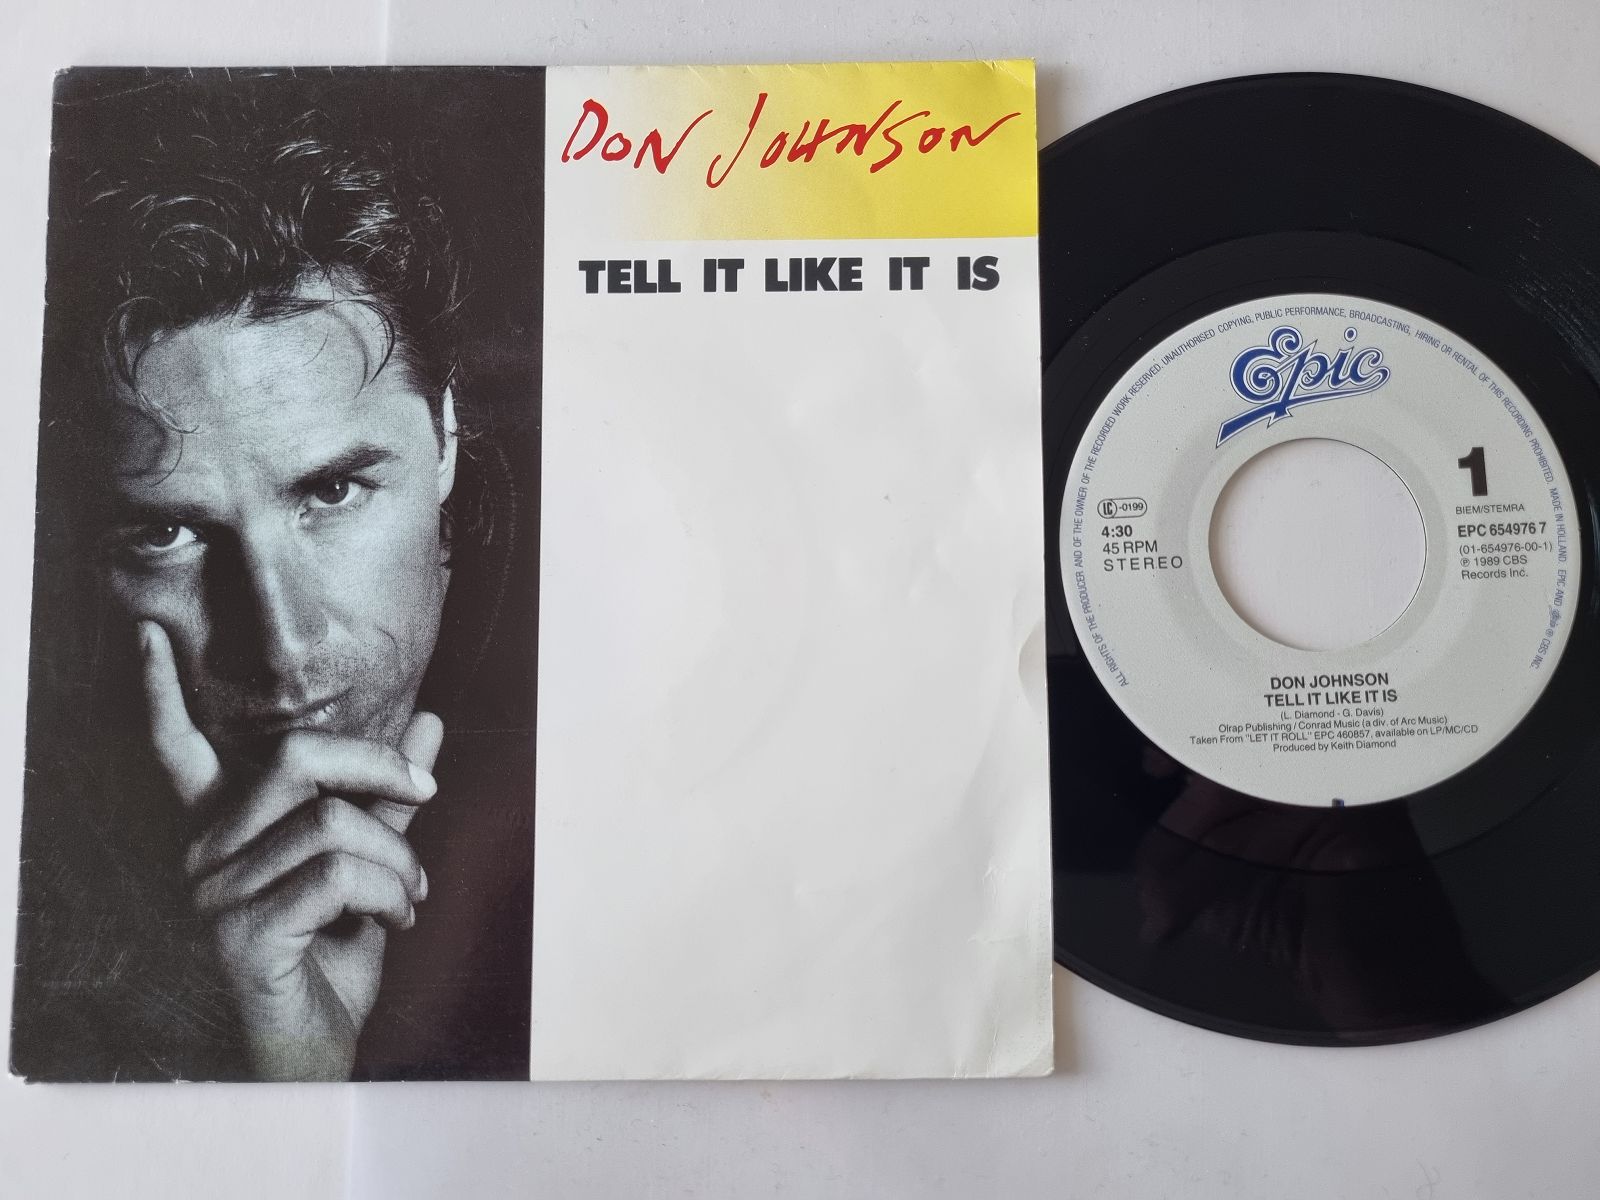 DON JOHNSON
TELL IT LIKE IT IS
ALL RIGHTS OF THE PRODUCER AND OF THE OWNER OF THE RECORDED WORK RESERVED. UNAUTHORISED COPYING, PUBLIC PERFORMANCE, BROADCASTING, HIRING OR RENTAL OF THIS RECORDING PROHIBITED. MADE IN HOLLAND. EPIC AND ® CBS INC.
Epic
1
BIEM/STEMRA
LC -0199
4:30
45 RPM
STEREO
EPC 654976 7
(01-654976-00-1)
℗ 1989 CBS
Records Inc.
DON JOHNSON
TELL IT LIKE IT IS
(L. Diamond - G. Davis)
Olrap Publishing / Conrad Music (a div. of Arc Music)
Taken From "LET IT ROLL" EPC 460857, available on LP/MC/CD
Produced by Keith Diamond